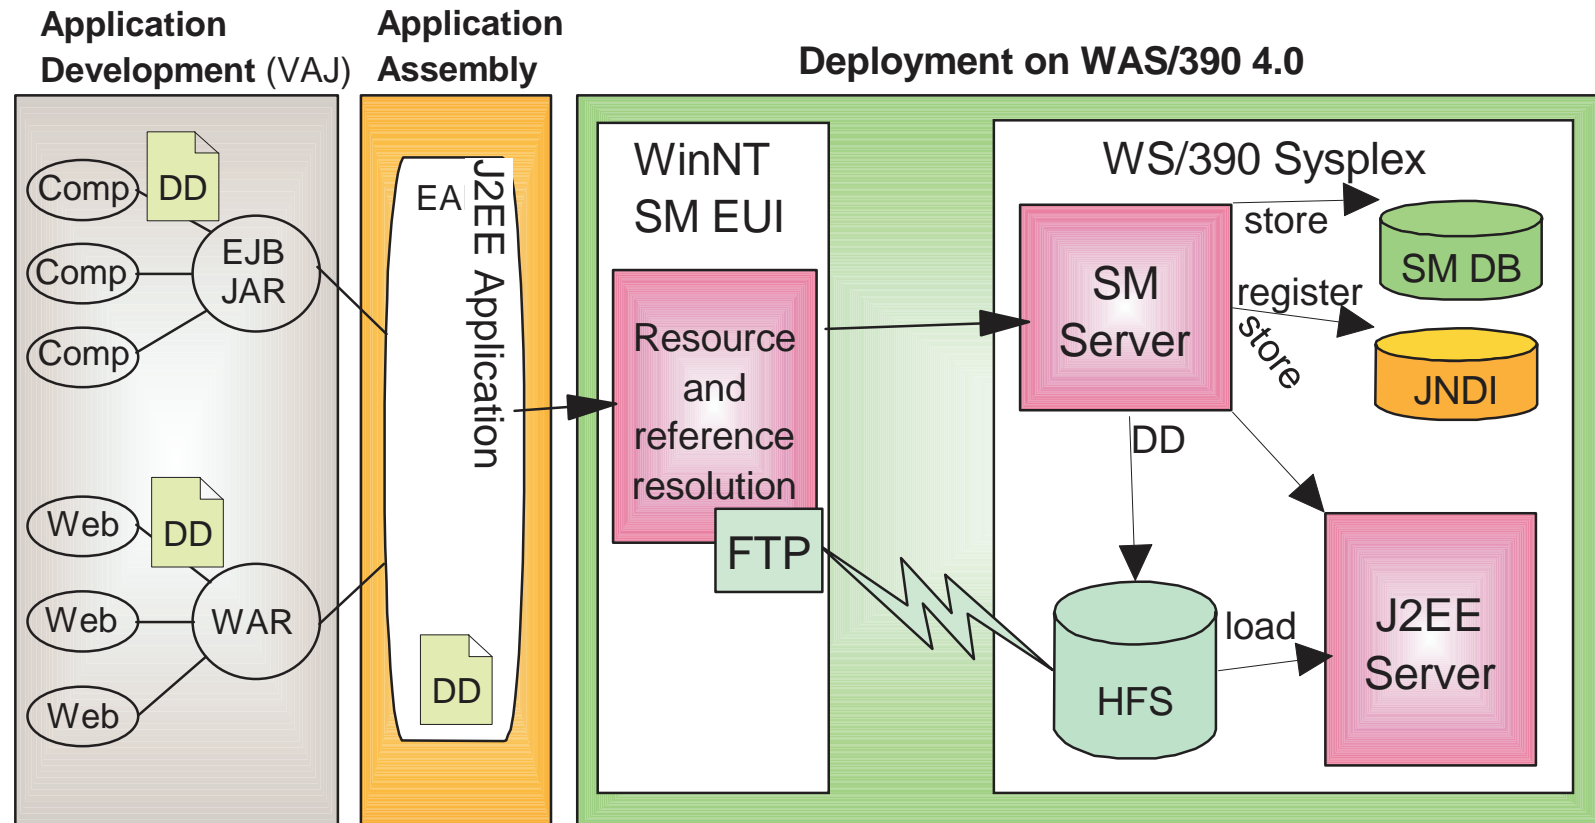 Application
Development (VAJ)
Application
Assembly
Deployment on WAS/390 4.0
Comp
DD
Comp
EJB
JAR
Comp
Web
DD
Web
WAR
Web
EA
J2EE Application
DD
WinNT
SM EUI
Resource
and
reference
resolution
FTP
WS/390 Sysplex
SM
Server
store
SM DB
register
store
JNDI
DD
HFS
load
J2EE
Server